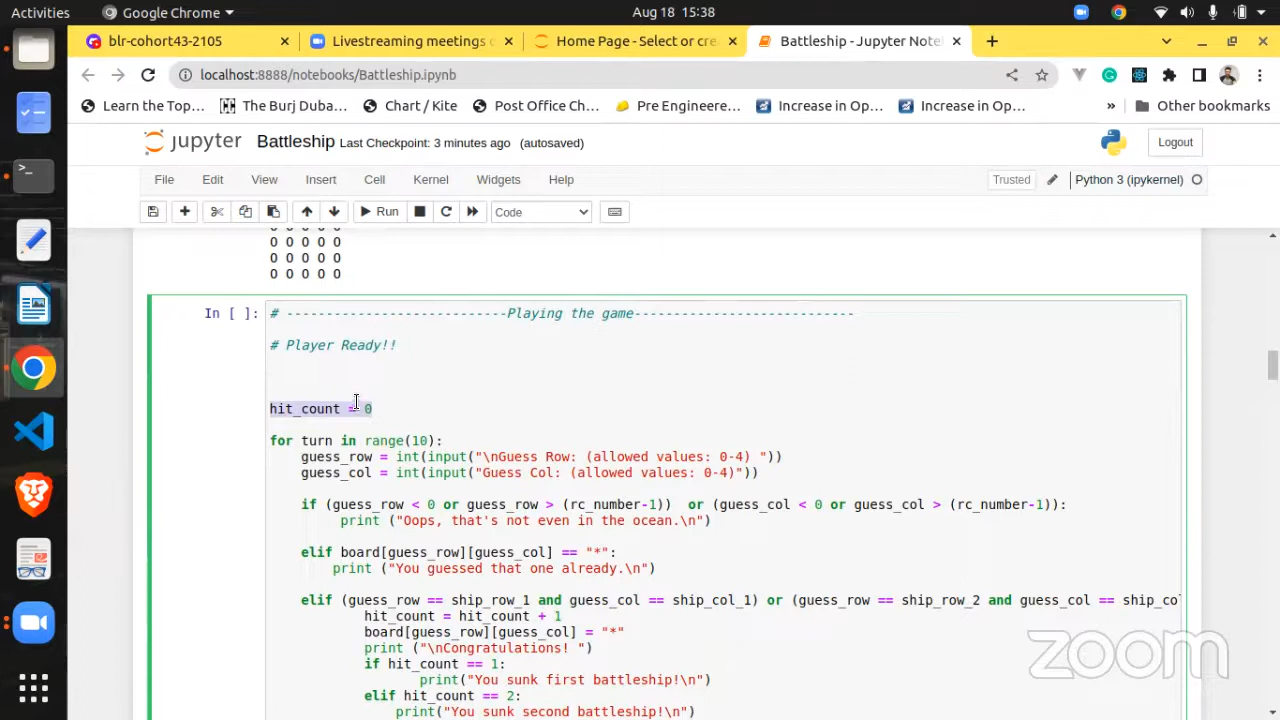 Activities Google Chrome Aug 18 15:38
blr-cohort43-2105 Livestreaming meetings Home Page - Select or cre Battleship - Jupyter Note
localhost:8888/notebooks/Battleship.ipynb
Learn the Top... The Burj Duba... Chart / Kite Post Office Ch... Pre Engineere... Increase in Op... Increase in Op... » Other bookmarks
jupyter Battleship Last Checkpoint: 3 minutes ago (autosaved) Logout
File Edit View Insert Cell Kernel Widgets Help Trusted Python 3 (ipykernel)
Run Code
0 0 0 0 0
0 0 0 0 0
0 0 0 0 0
0 0 0 0 0
In [ ]: # ----------------------------Playing the game----------------------------
# Player Ready!!
hit_count = 0
for turn in range(10):
guess_row = int(input("\nGuess Row: (allowed values: 0-4) "))
guess_col = int(input("Guess Col: (allowed values: 0-4)"))
if (guess_row < 0 or guess_row > (rc_number-1)) or (guess_col < 0 or guess_col > (rc_number-1)):
print ("Oops, that's not even in the ocean.\n")
elif board[guess_row][guess_col] == "*":
print ("You guessed that one already.\n")
elif (guess_row == ship_row_1 and guess_col == ship_col_1) or (guess_row == ship_row_2 and guess_col == ship_co
hit_count = hit_count + 1
board[guess_row][guess_col] = "*"
print ("\nCongratulations! ")
if hit_count == 1:
print("You sunk first battleship!\n")
elif hit_count == 2:
print("You sunk second battleship!\n")
zoom